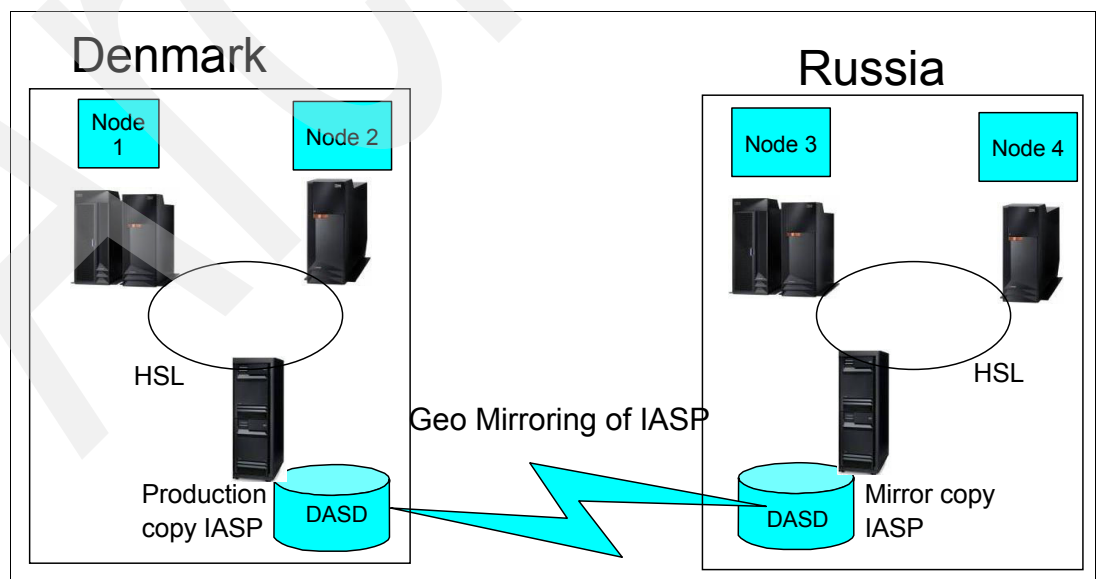 Denmark
Russia
Node
1
Node 2
Node 3
Node 4
HSL
HSL
Geo Mirroring of IASP
Production
copy IASP
DASD
DASD
Mirror copy
IASP